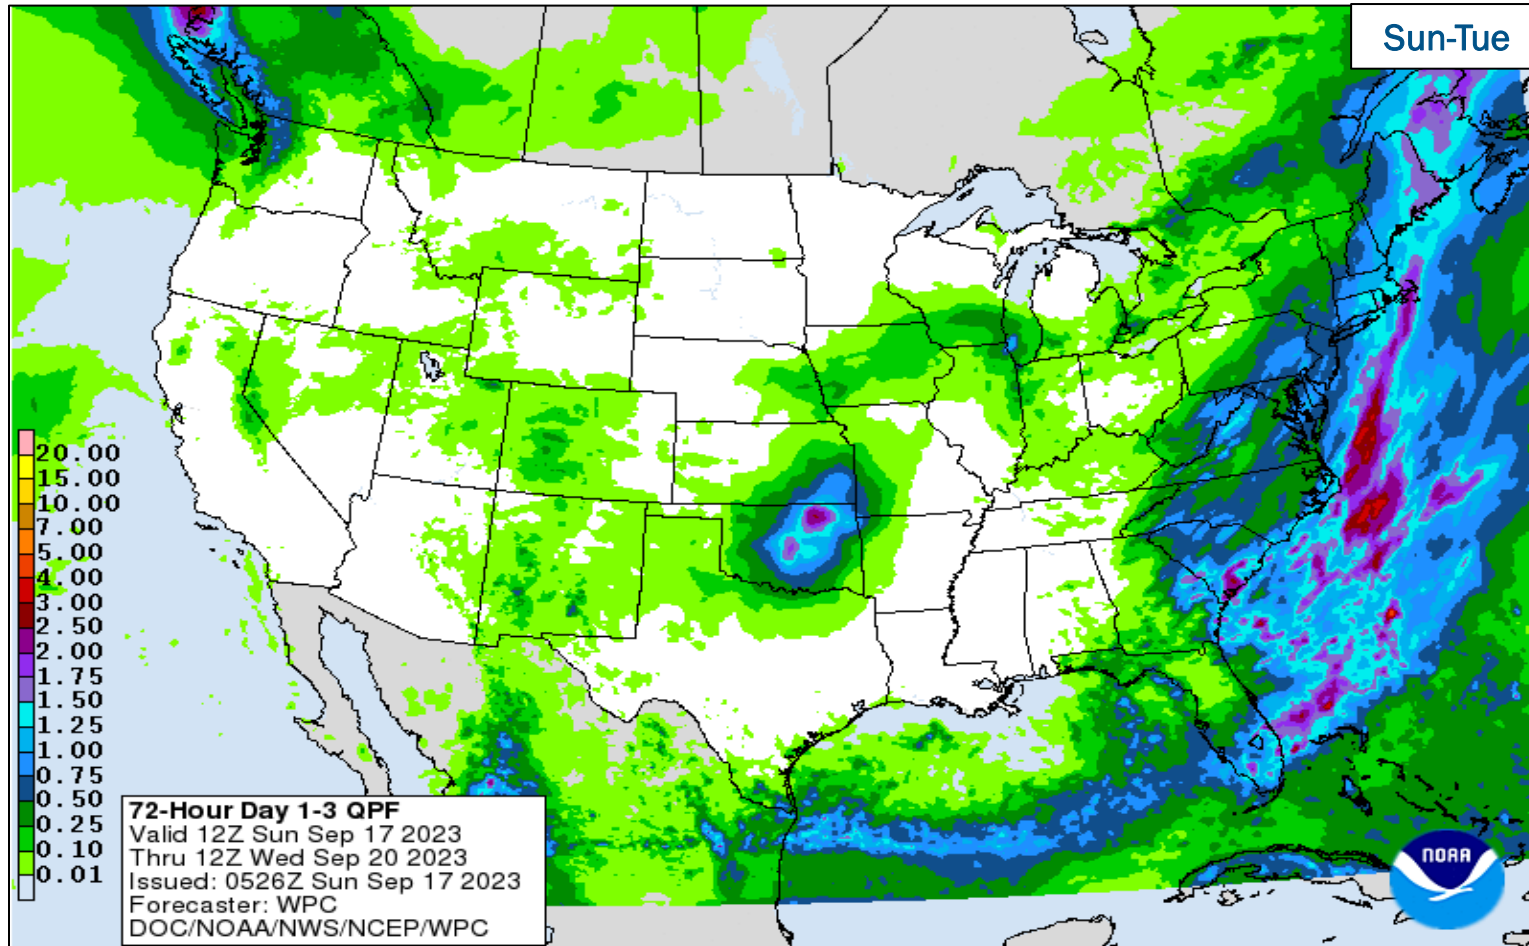 Sun-Tue
20.00
15.00
10.00
7.00
5.00
4.00
3.00
2.50
2.00
1.75
1.50
1.25
1.00
0.75
0.50
0.25
0.10
0.01
72-Hour Day 1-3 QPF
Valid 12Z Sun Sep 17 2023
Thru 12Z Wed Sep 20 2023
Issued: 0526Z Sun Sep 17 2023
Forecaster: WPC
DOC/NOAA/NWS/NCEP/WPC
NOAA